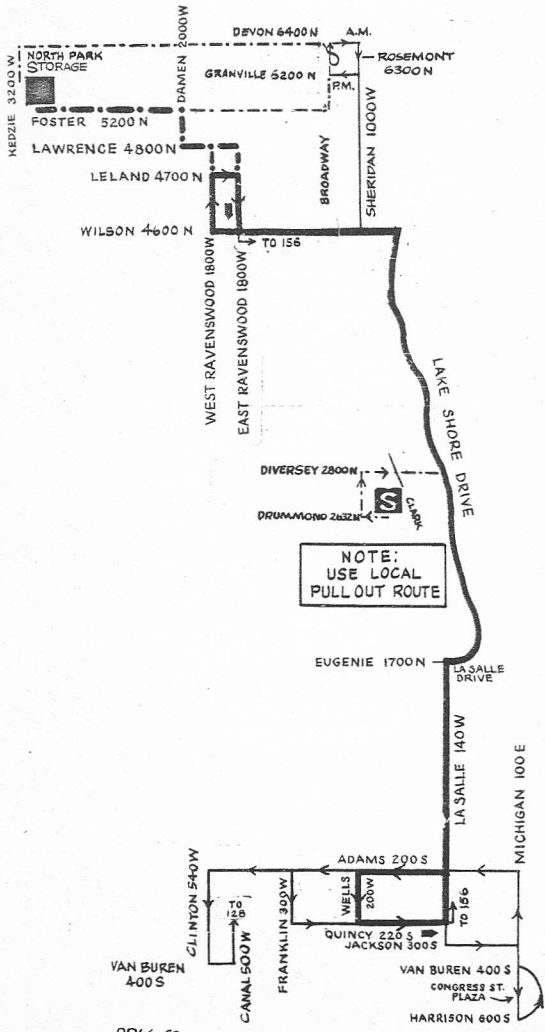 DEVON 6400 N
A.M.
ROSEMONT
6300 N
GRANVILLE 6200 N
P.M.
NORTH PARK
STORAGE
KEDZIE 3200 W
DAMEN 2000 W
FOSTER 5200 N
LAWRENCE 4800 N
LELAND 4700 N
BROADWAY
SHERIDAN 1000 W
WILSON 4600 N
TO 156
WEST RAVENSWOOD 1800 W
EAST RAVENSWOOD 1800 W
LAKE SHORE DRIVE
DIVERSEY 2800 N
S
CLARK
DRUMMOND 2632 N
NOTE:
USE LOCAL
PULL OUT ROUTE
EUGENIE 1700 N
LA SALLE
DRIVE
LA SALLE 140 W
MICHIGAN 100 E
ADAMS 200 S
CLINTON 540 W
TO
128
CANAL 500 W
FRANKLIN 300 W
WELLS
200 W
TO 156
QUINCY 220 S
JACKSON 300 S
VAN BUREN
400 S
VAN BUREN 400 S
CONGRESS ST.
PLAZA
HARRISON 600 S